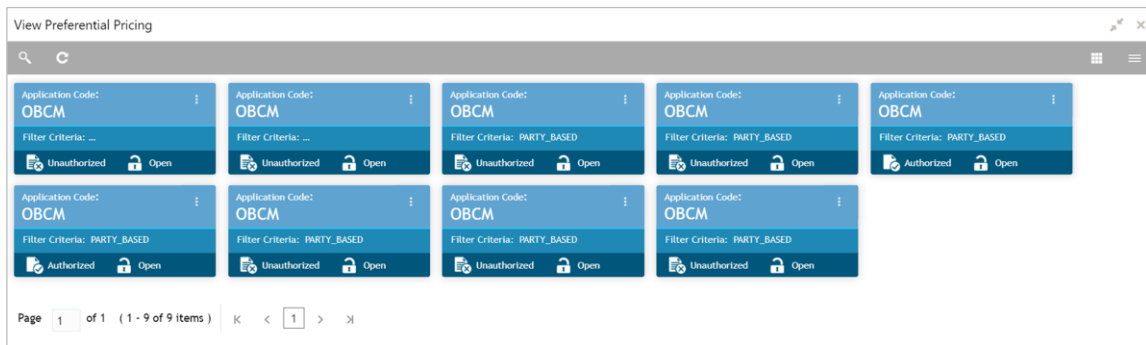 View Preferential Pricing
Application Code: Application Code: Application Code: Application Code: Application Code:
OBCM OBCM OBCM OBCM OBCM
Filter Criteria: ... Filter Criteria: ... Filter Criteria: PARTY_BASED Filter Criteria: PARTY_BASED Filter Criteria: PARTY_BASED
Unauthorized Open Unauthorized Open Unauthorized Open Unauthorized Open Authorized Open
Application Code: Application Code: Application Code: Application Code:
OBCM OBCM OBCM OBCM
Filter Criteria: PARTY_BASED Filter Criteria: PARTY_BASED Filter Criteria: PARTY_BASED Filter Criteria: PARTY_BASED
Authorized Open Unauthorized Open Unauthorized Open Unauthorized Open
Page 1 of 1 ( 1 - 9 of 9 items ) 1